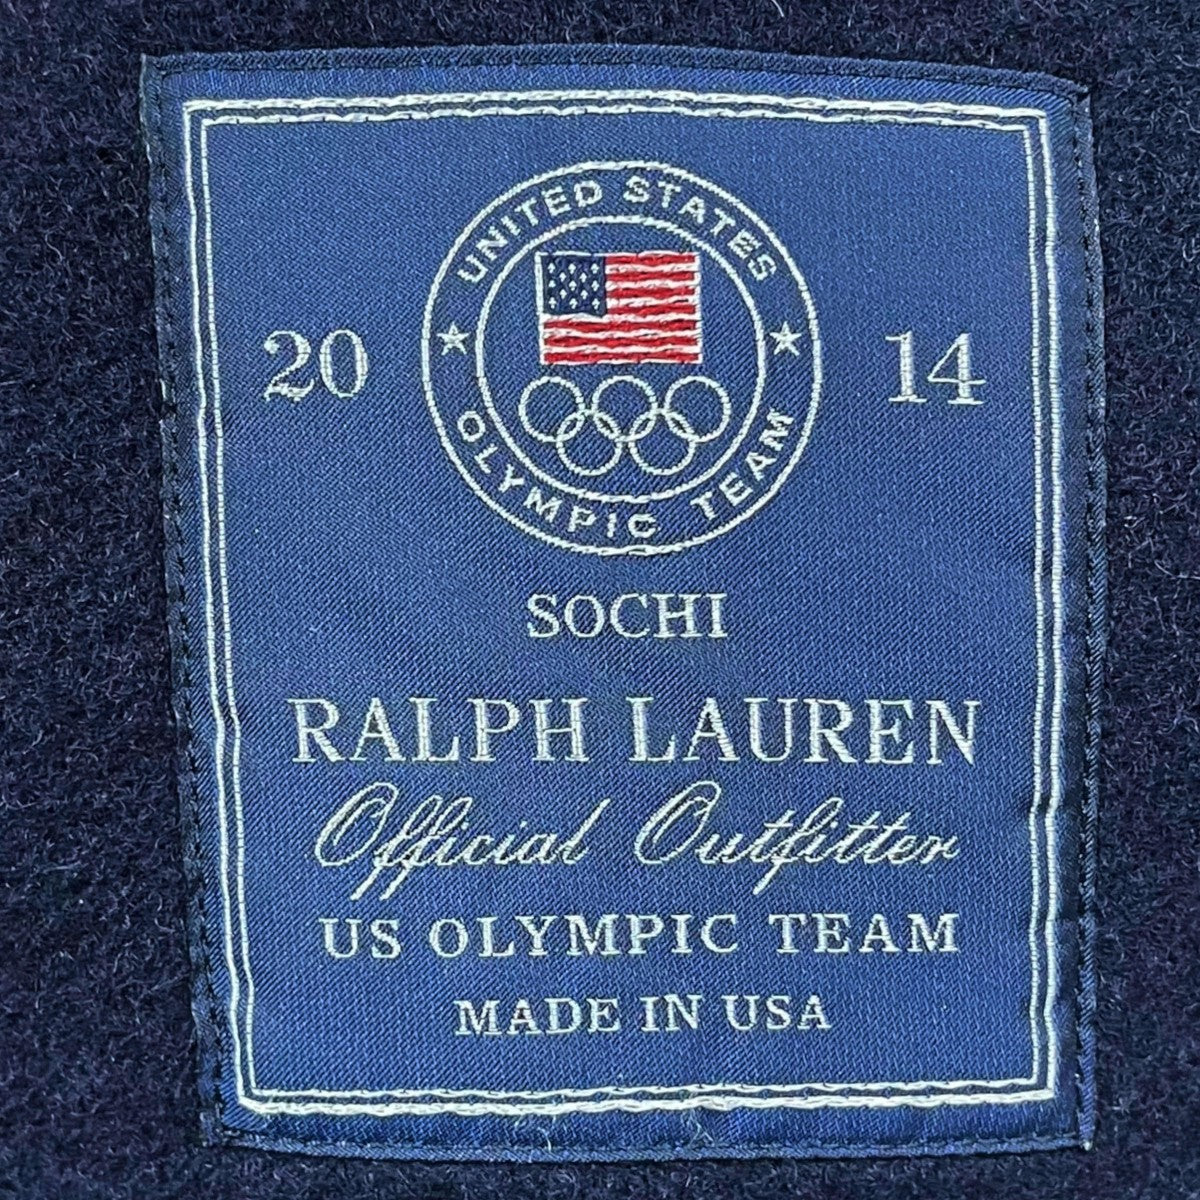 UNITED STATES
20 14
OLYMPIC TEAM
SOCHI
RALPH LAUREN
Official Outfitter
US OLYMPIC TEAM
MADE IN USA